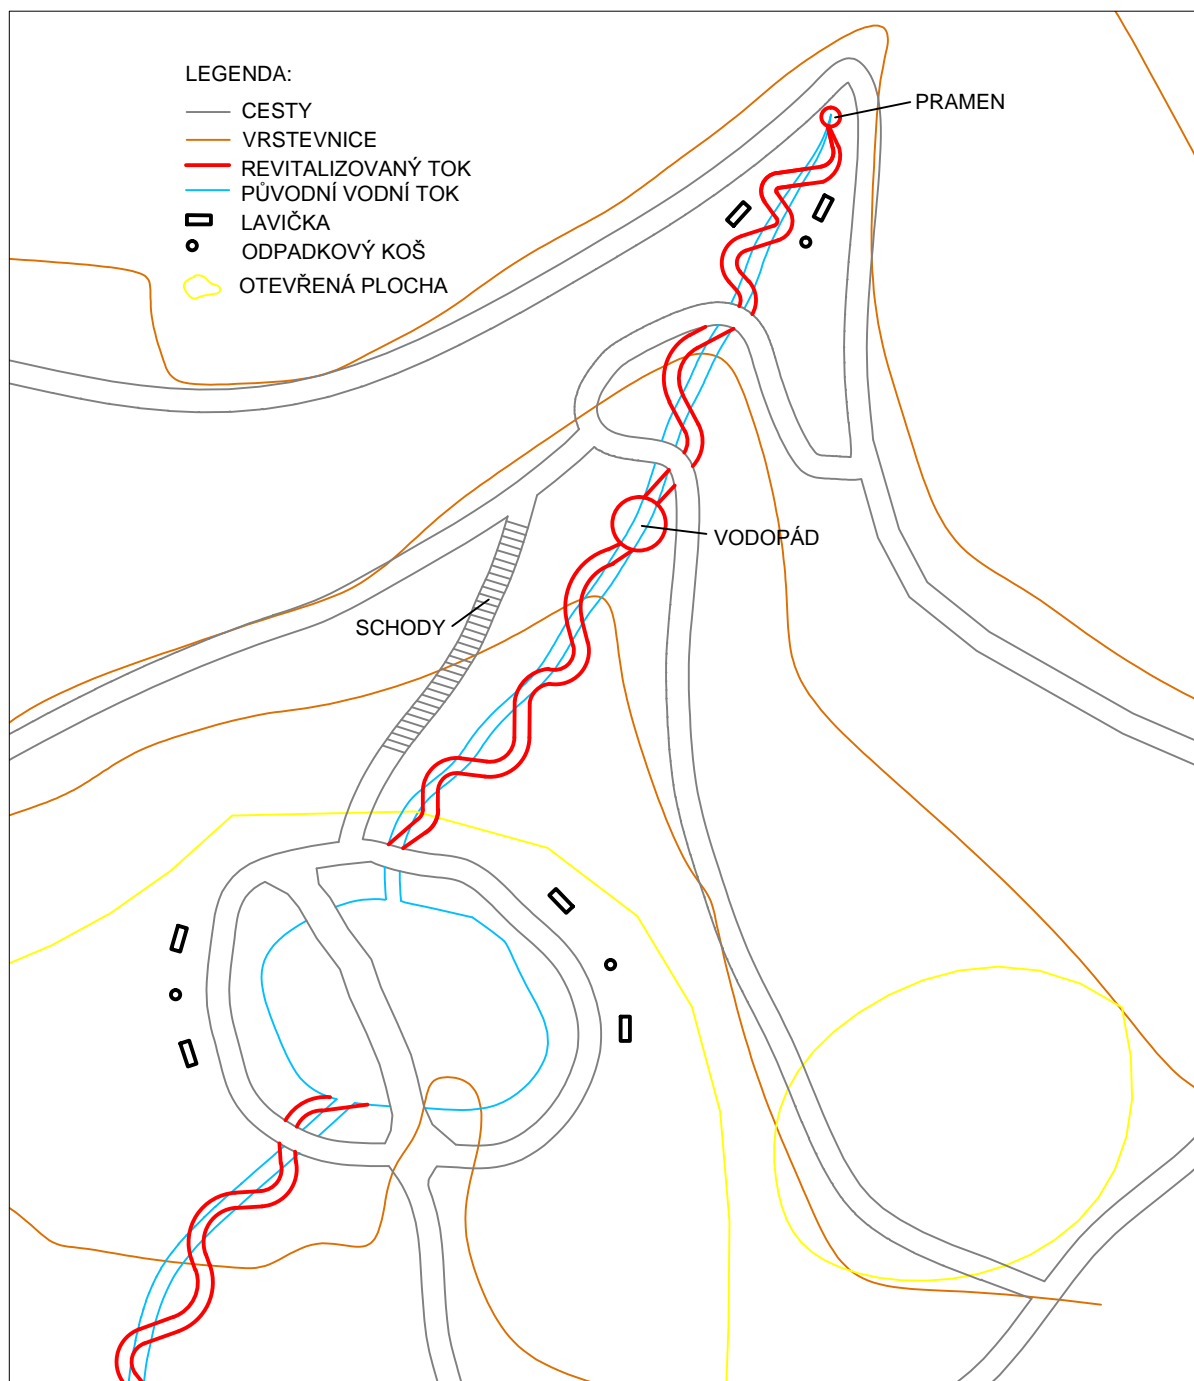 LEGENDA:
CESTY
VRSTEVNICE
REVITALIZOVANÝ TOK
PŮVODNÍ VODNÍ TOK
LAVIČKA
ODPADKOVÝ KOŠ
OTEVŘENÁ PLOCHA
PRAMEN
VODOPÁD
SCHODY